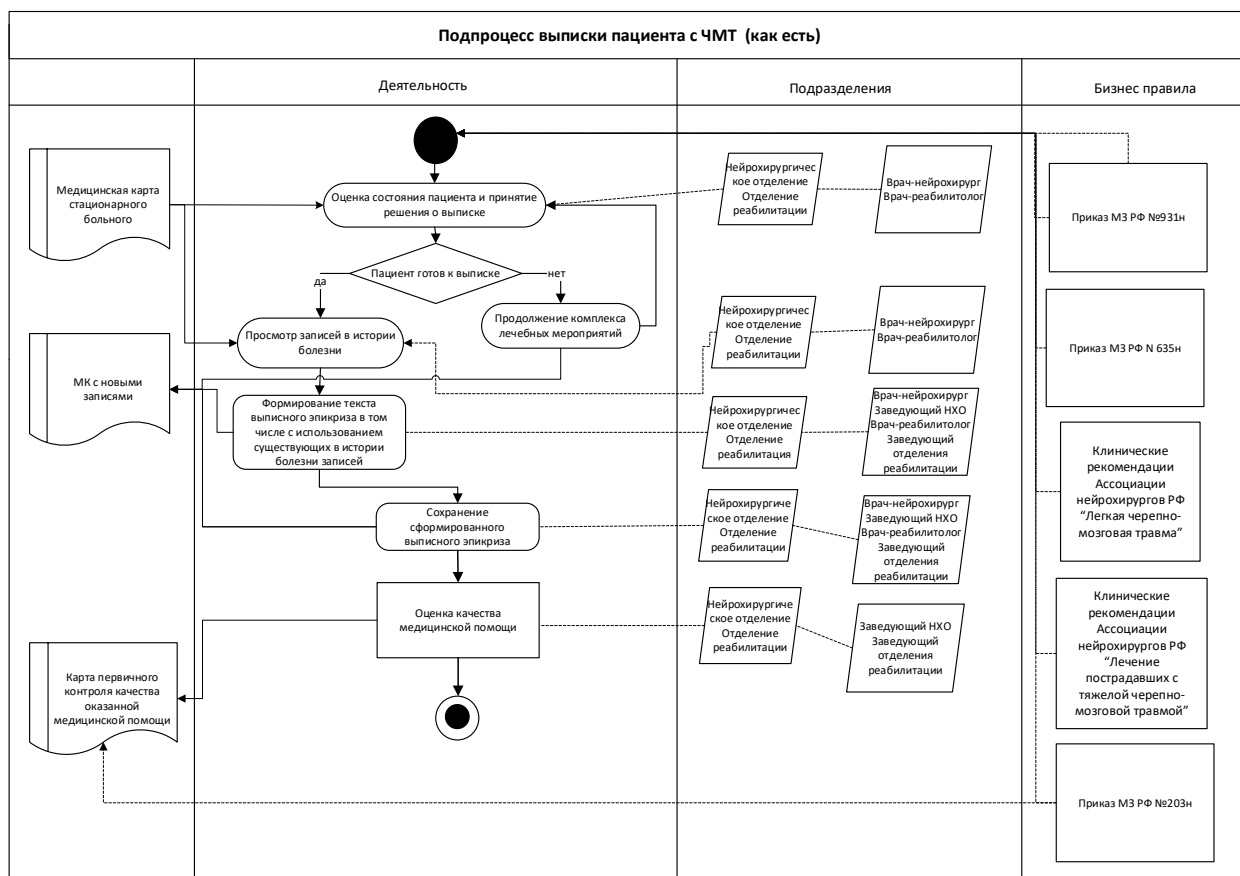 Подпроцесс выписки пациента с ЧМТ (как есть)
Деятельность
Подразделения
Бизнес правила
Медицинская карта
стационарного
больного
МК с новыми
записями
Карта первичного
контроля качества
оказанной
медицинской помощи
Оценка состояния пациента и принятие
решения о выписке
Пациент готов к выписке
да
нет
Просмотр записей в истории
болезни
Продолжение комплекса
лечебных мероприятий
Формирование текста
выписного эпикриза в том
числе с использованием
существующих в истории
болезни записей
Сохранение
сформированного
выписного эпикриза
Оценка качества
медицинской помощи
Нейрохирургичес
кое отделение
Отделение
реабилитации
Врач-нейрохирург
Врач-реабилитолог
Нейрохирургичес
кое отделение
Отделение
реабилитации
Врач-нейрохирург
Врач-реабилитолог
Нейрохирургичес
кое отделение
Отделение
реабилитация
Врач-нейрохирург
Заведующий НХО
Врач-реабилитолог
Заведующий
отделения
реабилитации
Нейрохирургиче
ское отделение
Отделение
реабилитации
Врач-нейрохирург
Заведующий НХО
Врач-реабилитолог
Заведующий
отделения
реабилитации
Нейрохирургиче
ское отделение
Отделение
реабилитации
Заведующий НХО
Заведующий
отделения
реабилитации
Приказ МЗ РФ №931н
Приказ МЗ РФ N 635н
Клинические
рекомендации
Ассоциации
нейрохирургов РФ
“Легкая черепно-
мозговая травма”
Клинические
рекомендации
Ассоциации
нейрохирургов РФ
“Лечение
пострадавших с
тяжелой черепно-
мозговой травмой”
Приказ МЗ РФ №203н